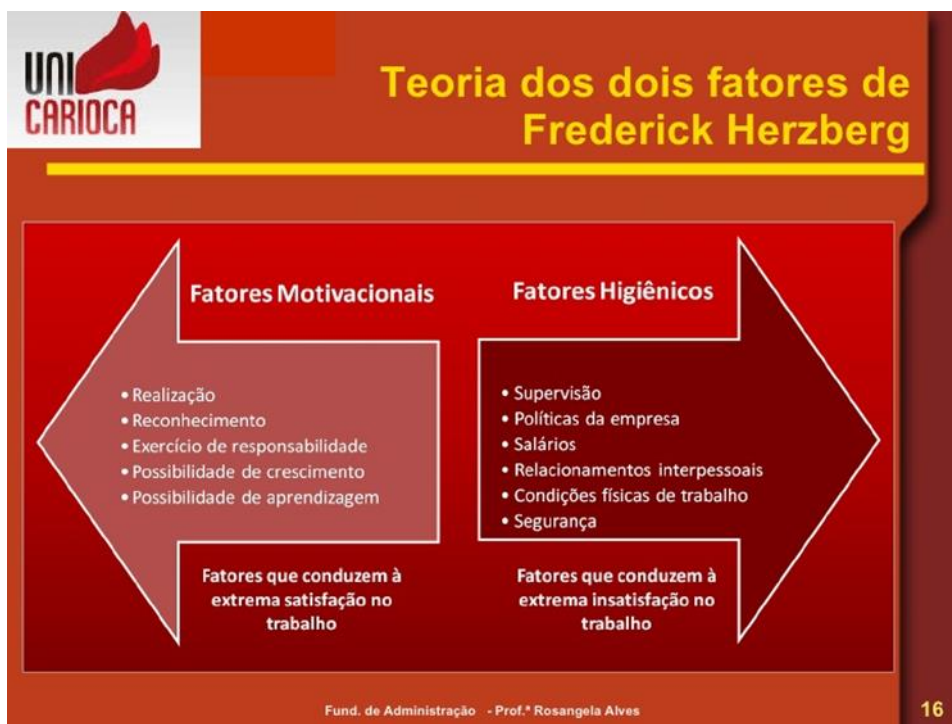 UNI
CARIOCA
Teoria dos dois fatores de
Frederick Herzberg
Fatores Motivacionais
• Realização
• Reconhecimento
• Exercício de responsabilidade
• Possibilidade de crescimento
• Possibilidade de aprendizagem
Fatores que conduzem à
extrema satisfação no
trabalho
Fatores Higiênicos
• Supervisão
• Políticas da empresa
• Salários
• Relacionamentos interpessoais
• Condições físicas de trabalho
• Segurança
Fatores que conduzem à
extrema insatisfação no
trabalho
Fund. de Administração - Prof.ª Rosangela Alves
16